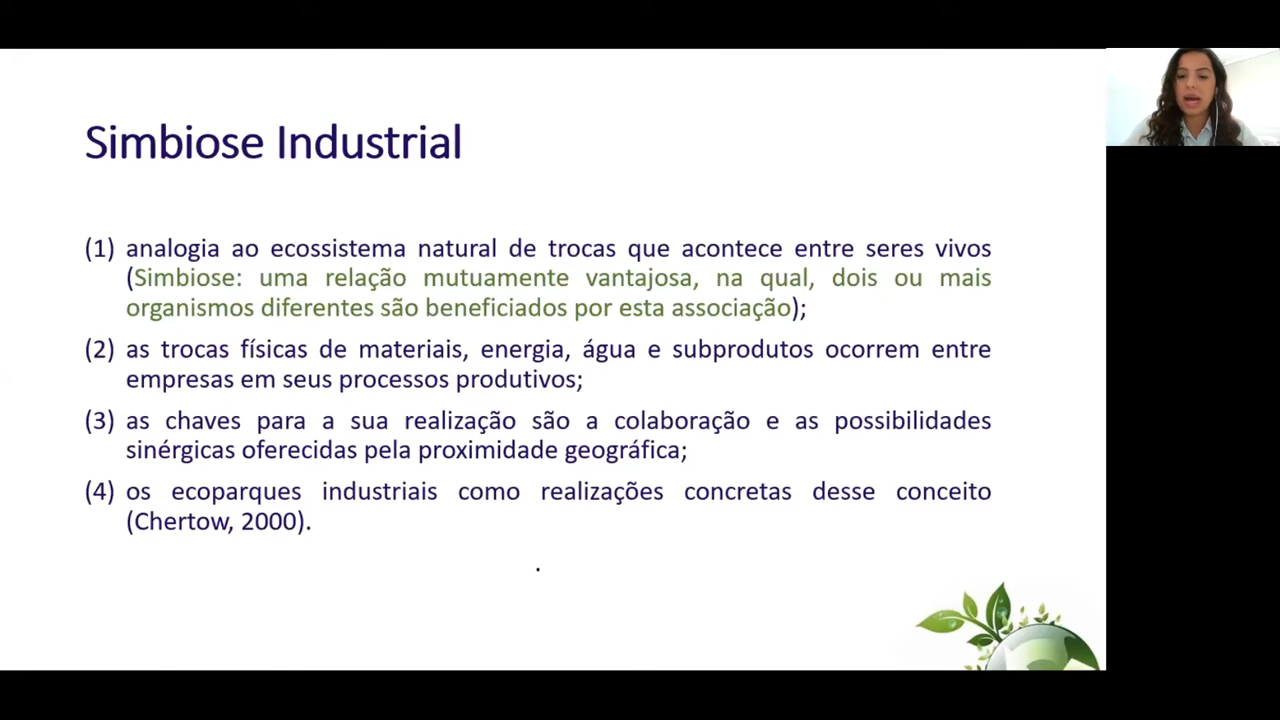 Simbiose Industrial
(1) analogia ao ecossistema natural de trocas que acontece entre seres vivos
(Simbiose: uma relação mutuamente vantajosa, na qual, dois ou mais
organismos diferentes são beneficiados por esta associação);
(2) as trocas físicas de materiais, energia, água e subprodutos ocorrem entre
empresas em seus processos produtivos;
(3) as chaves para a sua realização são a colaboração e as possibilidades
sinérgicas oferecidas pela proximidade geográfica;
(4) os ecoparques industriais como realizações concretas desse conceito
(Chertow, 2000).
.